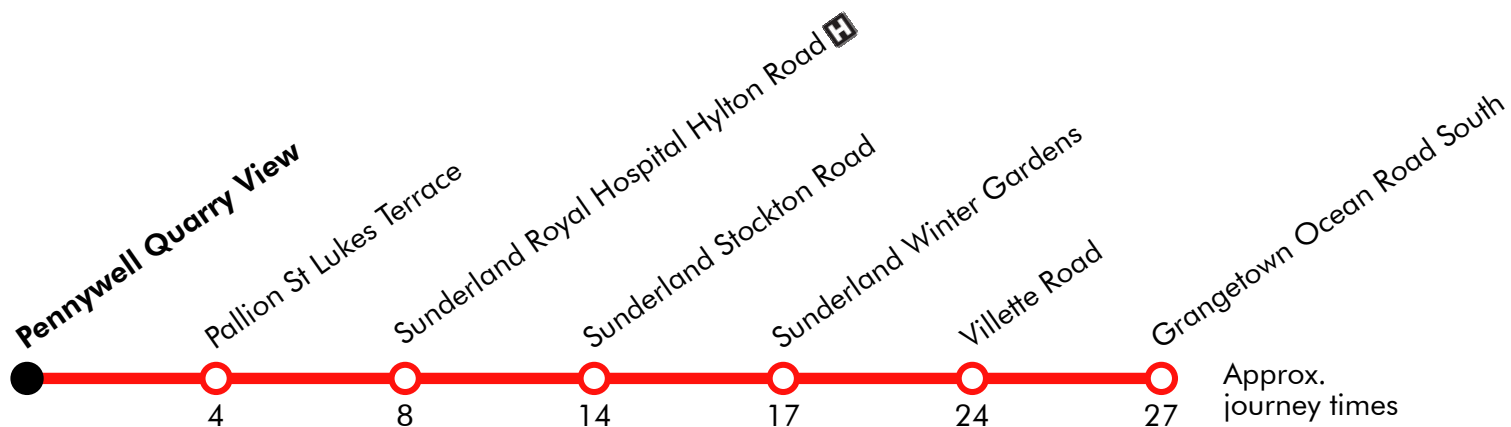 Pennywell Quarry View
Pallion St Lukes Terrace
Sunderland Royal Hospital Hylton Road H
Sunderland Stockton Road
Sunderland Winter Gardens
Villette Road
Grangetown Ocean Road South
4
8
14
17
24
27
Approx.
journey times